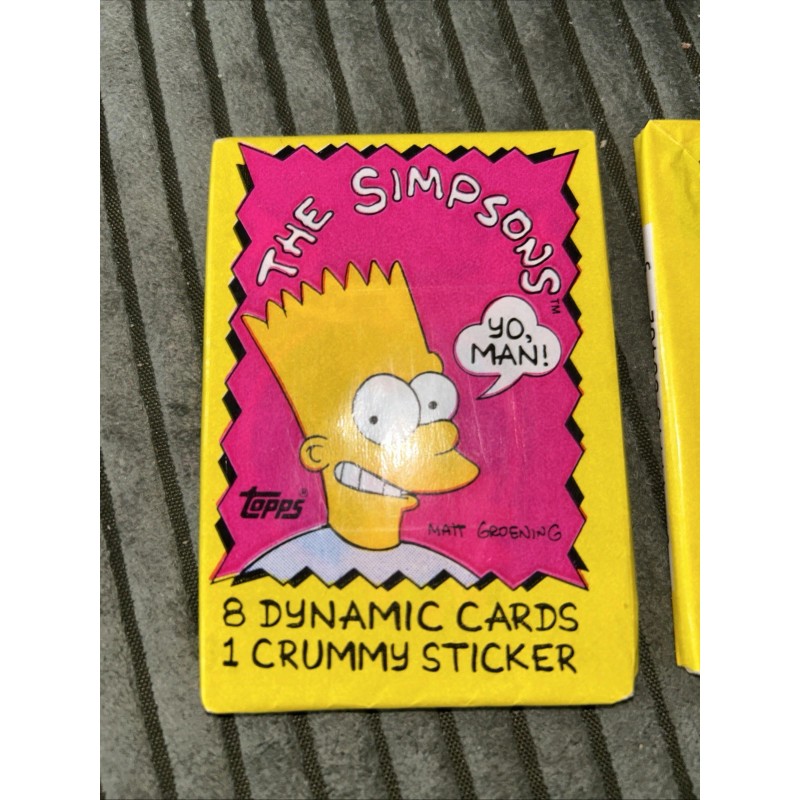 THE SIMPSONS™
YO,
MAN!
topps®
MATT GROENING
8 DYNAMIC CARDS
1 CRUMMY STICKER